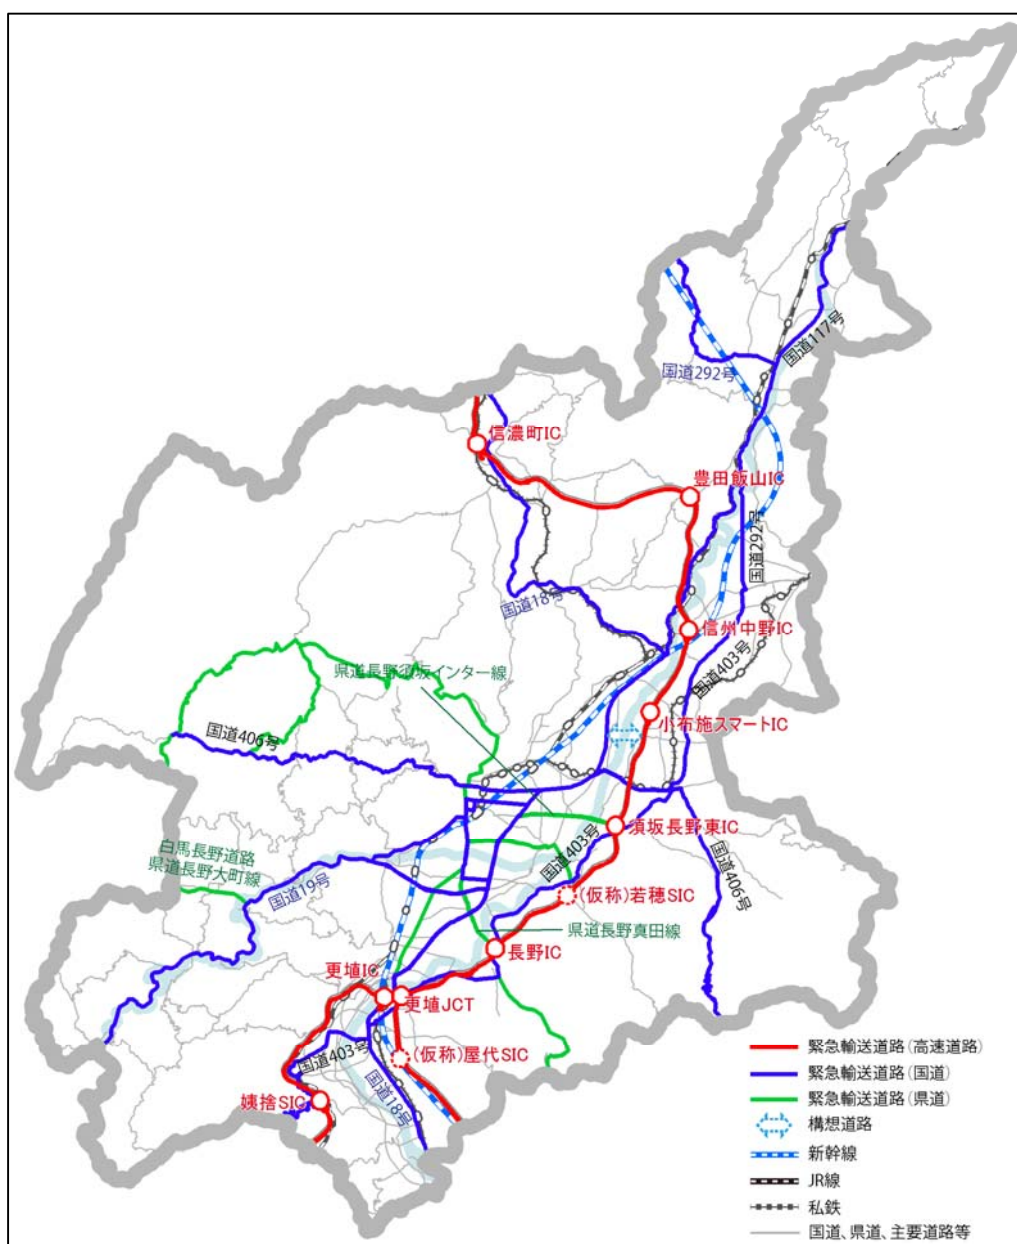 国道117号
国道292号
信濃町IC
豊田飯山IC
国道292号
国道18号
信州中野IC
国道403号
県道長野須坂インター線
小布施スマートIC
国道406号
須坂長野東IC
国道403号
白馬長野道路
県道長野大町線
国道19号
国道406号
(仮称)若穂SIC
県道長野真田線
長野IC
更埴IC
更埴JCT
国道403号
(仮称)屋代SIC
国道18号
姨捨SIC
緊急輸送道路(高速道路)
緊急輸送道路(国道)
緊急輸送道路(県道)
構想道路
新幹線
JR線
私鉄
国道、県道、主要道路等